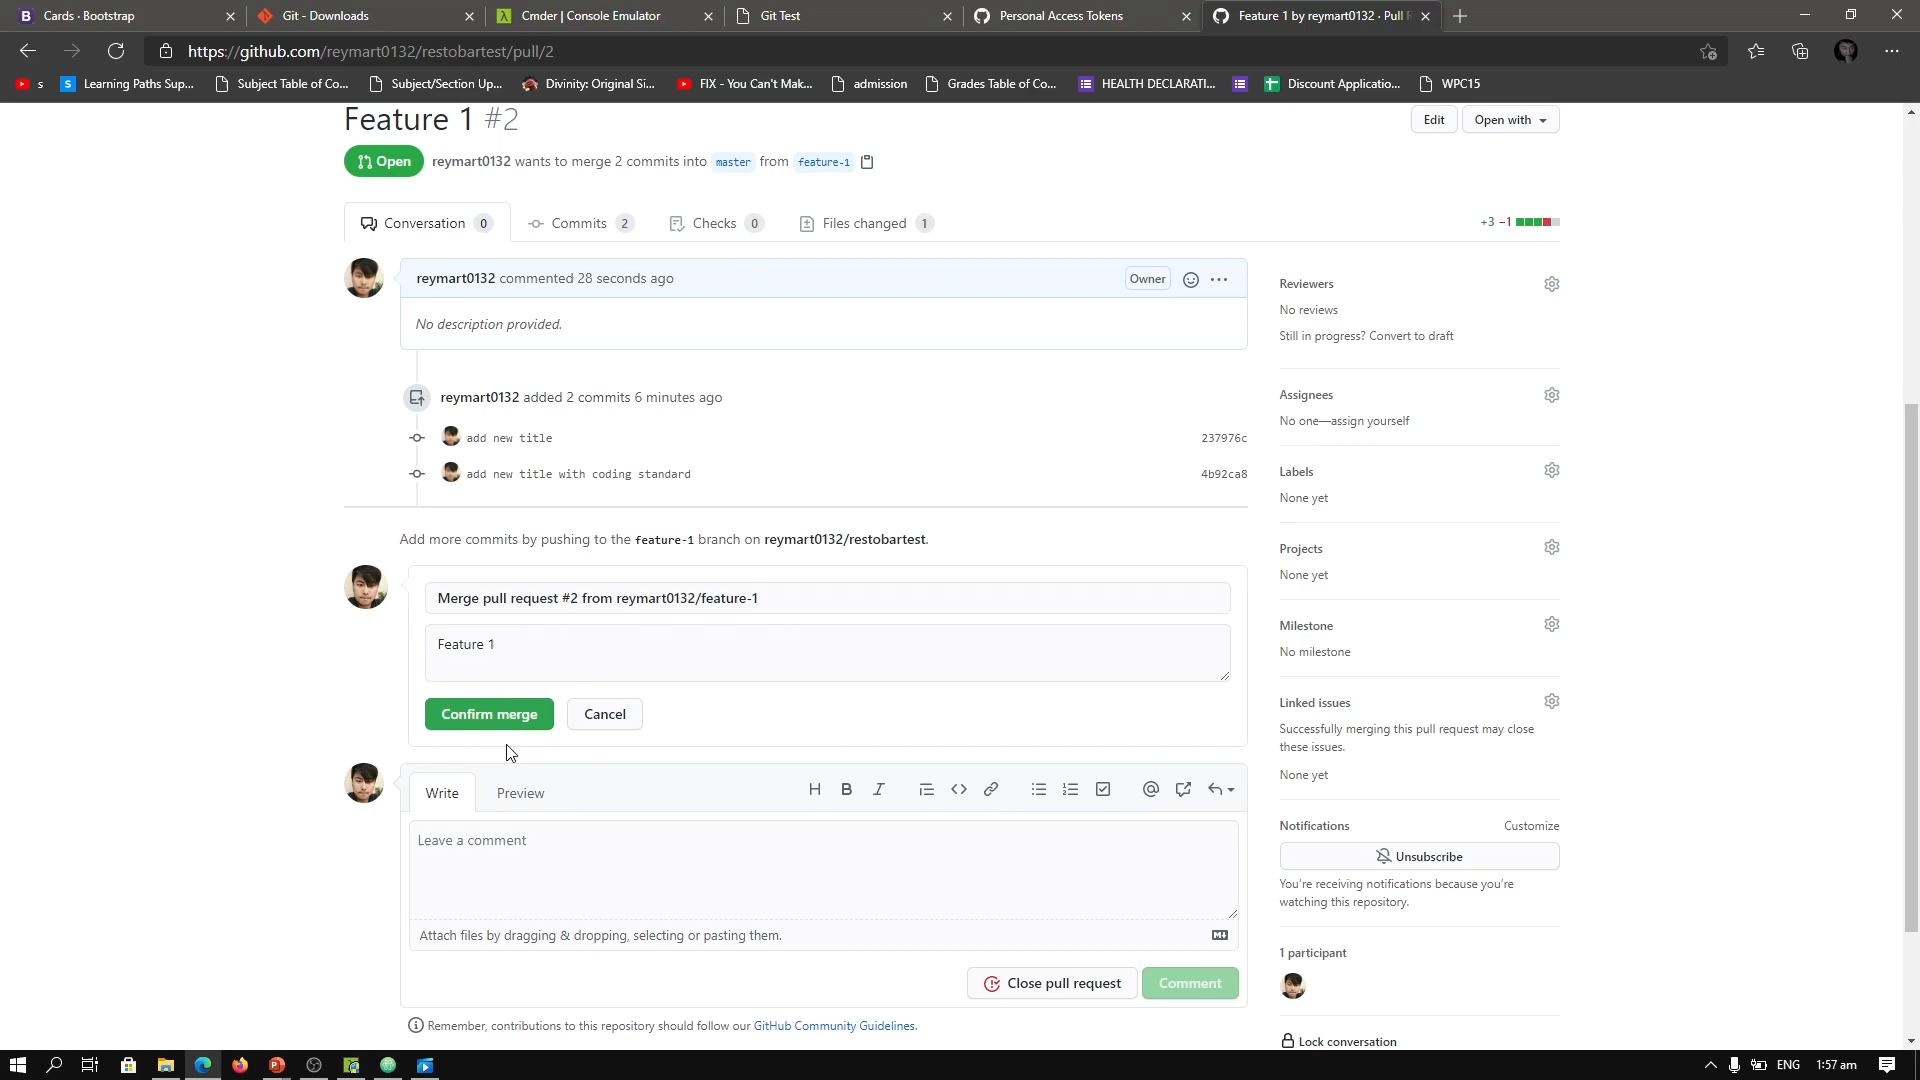 Cards · Bootstrap
Git - Downloads
Cmder | Console Emulator
Git Test
Personal Access Tokens
Feature 1 by reymart0132 · Pull R
https://github.com/reymart0132/restobartest/pull/2
s
Learning Paths Sup...
Subject Table of Co...
Subject/Section Up...
Divinity: Original Si...
FIX - You Can't Mak...
admission
Grades Table of Co...
HEALTH DECLARATI...
Discount Applicatio...
WPC15
Feature 1 #2
Edit
Open with
Open
reymart0132 wants to merge 2 commits into master from feature-1
Conversation 0
Commits 2
Checks 0
Files changed 1
+3 −1
reymart0132 commented 28 seconds ago
Owner
No description provided.
reymart0132 added 2 commits 6 minutes ago
add new title
237976c
add new title with coding standard
4b92ca8
Add more commits by pushing to the feature-1 branch on reymart0132/restobartest.
Merge pull request #2 from reymart0132/feature-1
Feature 1
Confirm merge
Cancel
Write
Preview
H B I
Leave a comment
Attach files by dragging & dropping, selecting or pasting them.
Close pull request
Comment
Remember, contributions to this repository should follow our GitHub Community Guidelines.
Reviewers
No reviews
Still in progress? Convert to draft
Assignees
No one—assign yourself
Labels
None yet
Projects
None yet
Milestone
No milestone
Linked issues
Successfully merging this pull request may close
these issues.
None yet
Notifications
Customize
Unsubscribe
You're receiving notifications because you're
watching this repository.
1 participant
Lock conversation
ENG
1:57 am